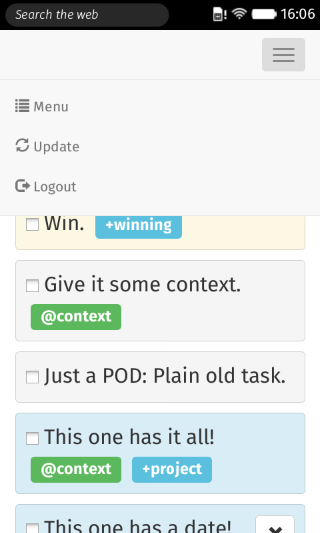 Search the web
16:06
Menu
Update
Logout
Win. +winning
Give it some context.
@context
Just a POD: Plain old task.
This one has it all!
@context +project
This one has a date!